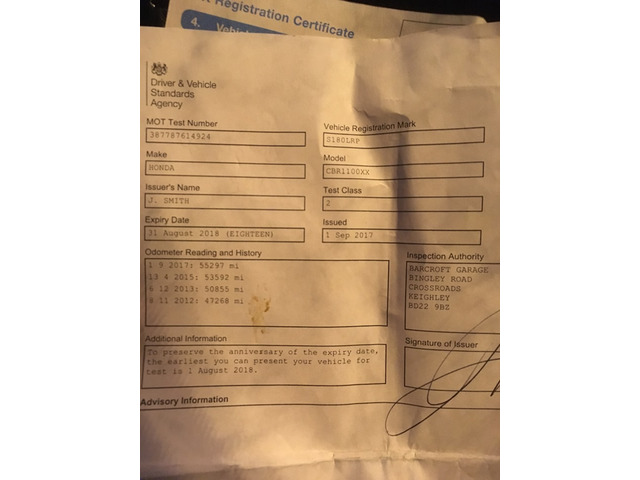 Registration Certificate
4.
Driver & Vehicle
Standards
Agency
MOT Test Number
387787614924
Vehicle Registration Mark
S180LRP
Make
HONDA
Model
CBR1100XX
Issuer's Name
J. SMITH
Test Class
2
Expiry Date
31 August 2018 (EIGHTEEN)
Issued
1 Sep 2017
Odometer Reading and History
1 9 2017: 55297 mi
13 4 2015: 53592 mi
6 12 2013: 50855 mi
8 11 2012: 47268 mi
Inspection Authority
BARCROFT GARAGE
BINGLEY ROAD
CROSSROADS
KEIGHLEY
BD22 9BZ
Additional Information
To preserve the anniversary of the expiry date,
the earliest you can present your vehicle for
test is 1 August 2018.
Signature of Issuer
Advisory Information